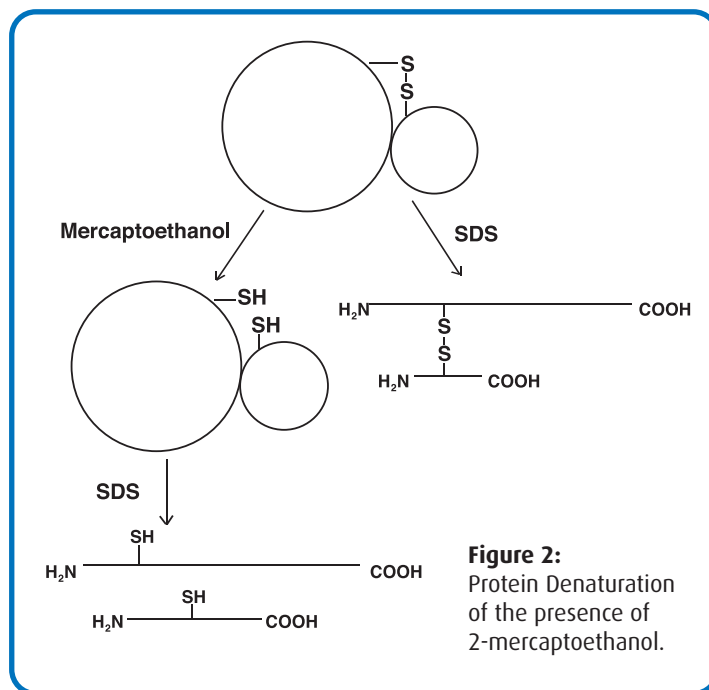 S
S
Mercaptoethanol
SDS
SH
SH
H₂N COOH
S
S
H₂N COOH
SDS
SH
H₂N COOH
SH
H₂N COOH
Figure 2:
Protein Denaturation
of the presence of
2-mercaptoethanol.